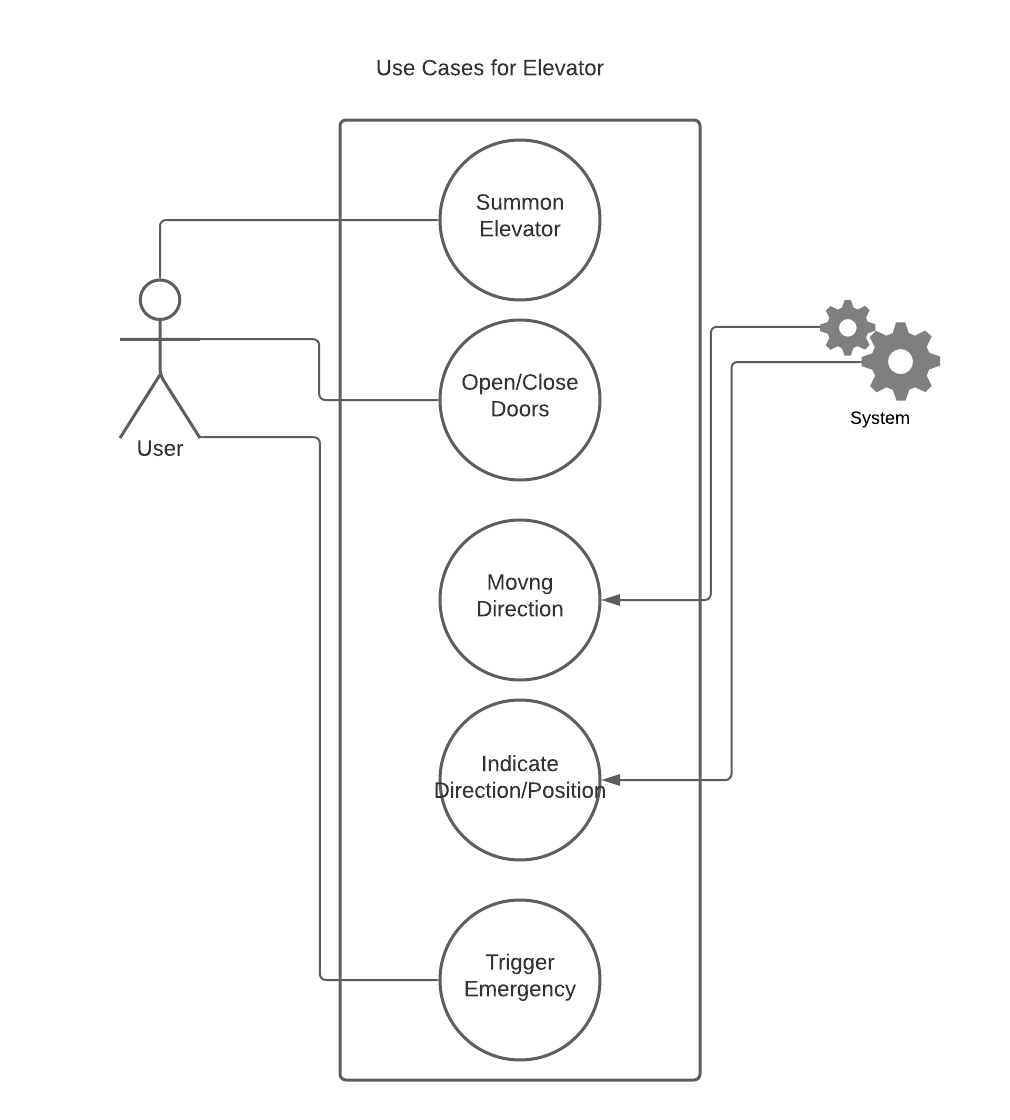 Use Cases for Elevator
Summon
Elevator
Open/Close
Doors
System
User
Movng
Direction
Indicate
Direction/Position
Trigger
Emergency